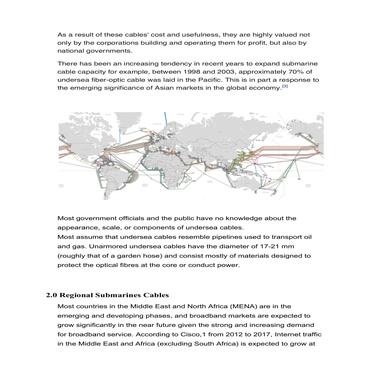 As a result of these cables' cost and usefulness, they are highly valued not
only by the corporations building and operating them for profit, but also by
national governments.
There has been an increasing tendency in recent years to expand submarine
cable capacity for example, between 1998 and 2003, approximately 70% of
undersea fiber-optic cable was laid in the Pacific. This is in part a response to
the emerging significance of Asian markets in the global economy.[3]
Most government officials and the public have no knowledge about the
appearance, scale, or components of undersea cables.
Most assume that undersea cables resemble pipelines used to transport oil
and gas. Unarmored undersea cables have the diameter of 17-21 mm
(roughly that of a garden hose) and consist mostly of materials designed to
protect the optical fibres at the core or conduct power.
2.0 Regional Submarines Cables
Most countries in the Middle East and North Africa (MENA) are in the
emerging and developing phases, and broadband markets are expected to
grow significantly in the near future given the strong and increasing demand
for broadband service. According to Cisco,1 from 2012 to 2017, Internet traffic
in the Middle East and Africa (excluding South Africa) is expected to grow at